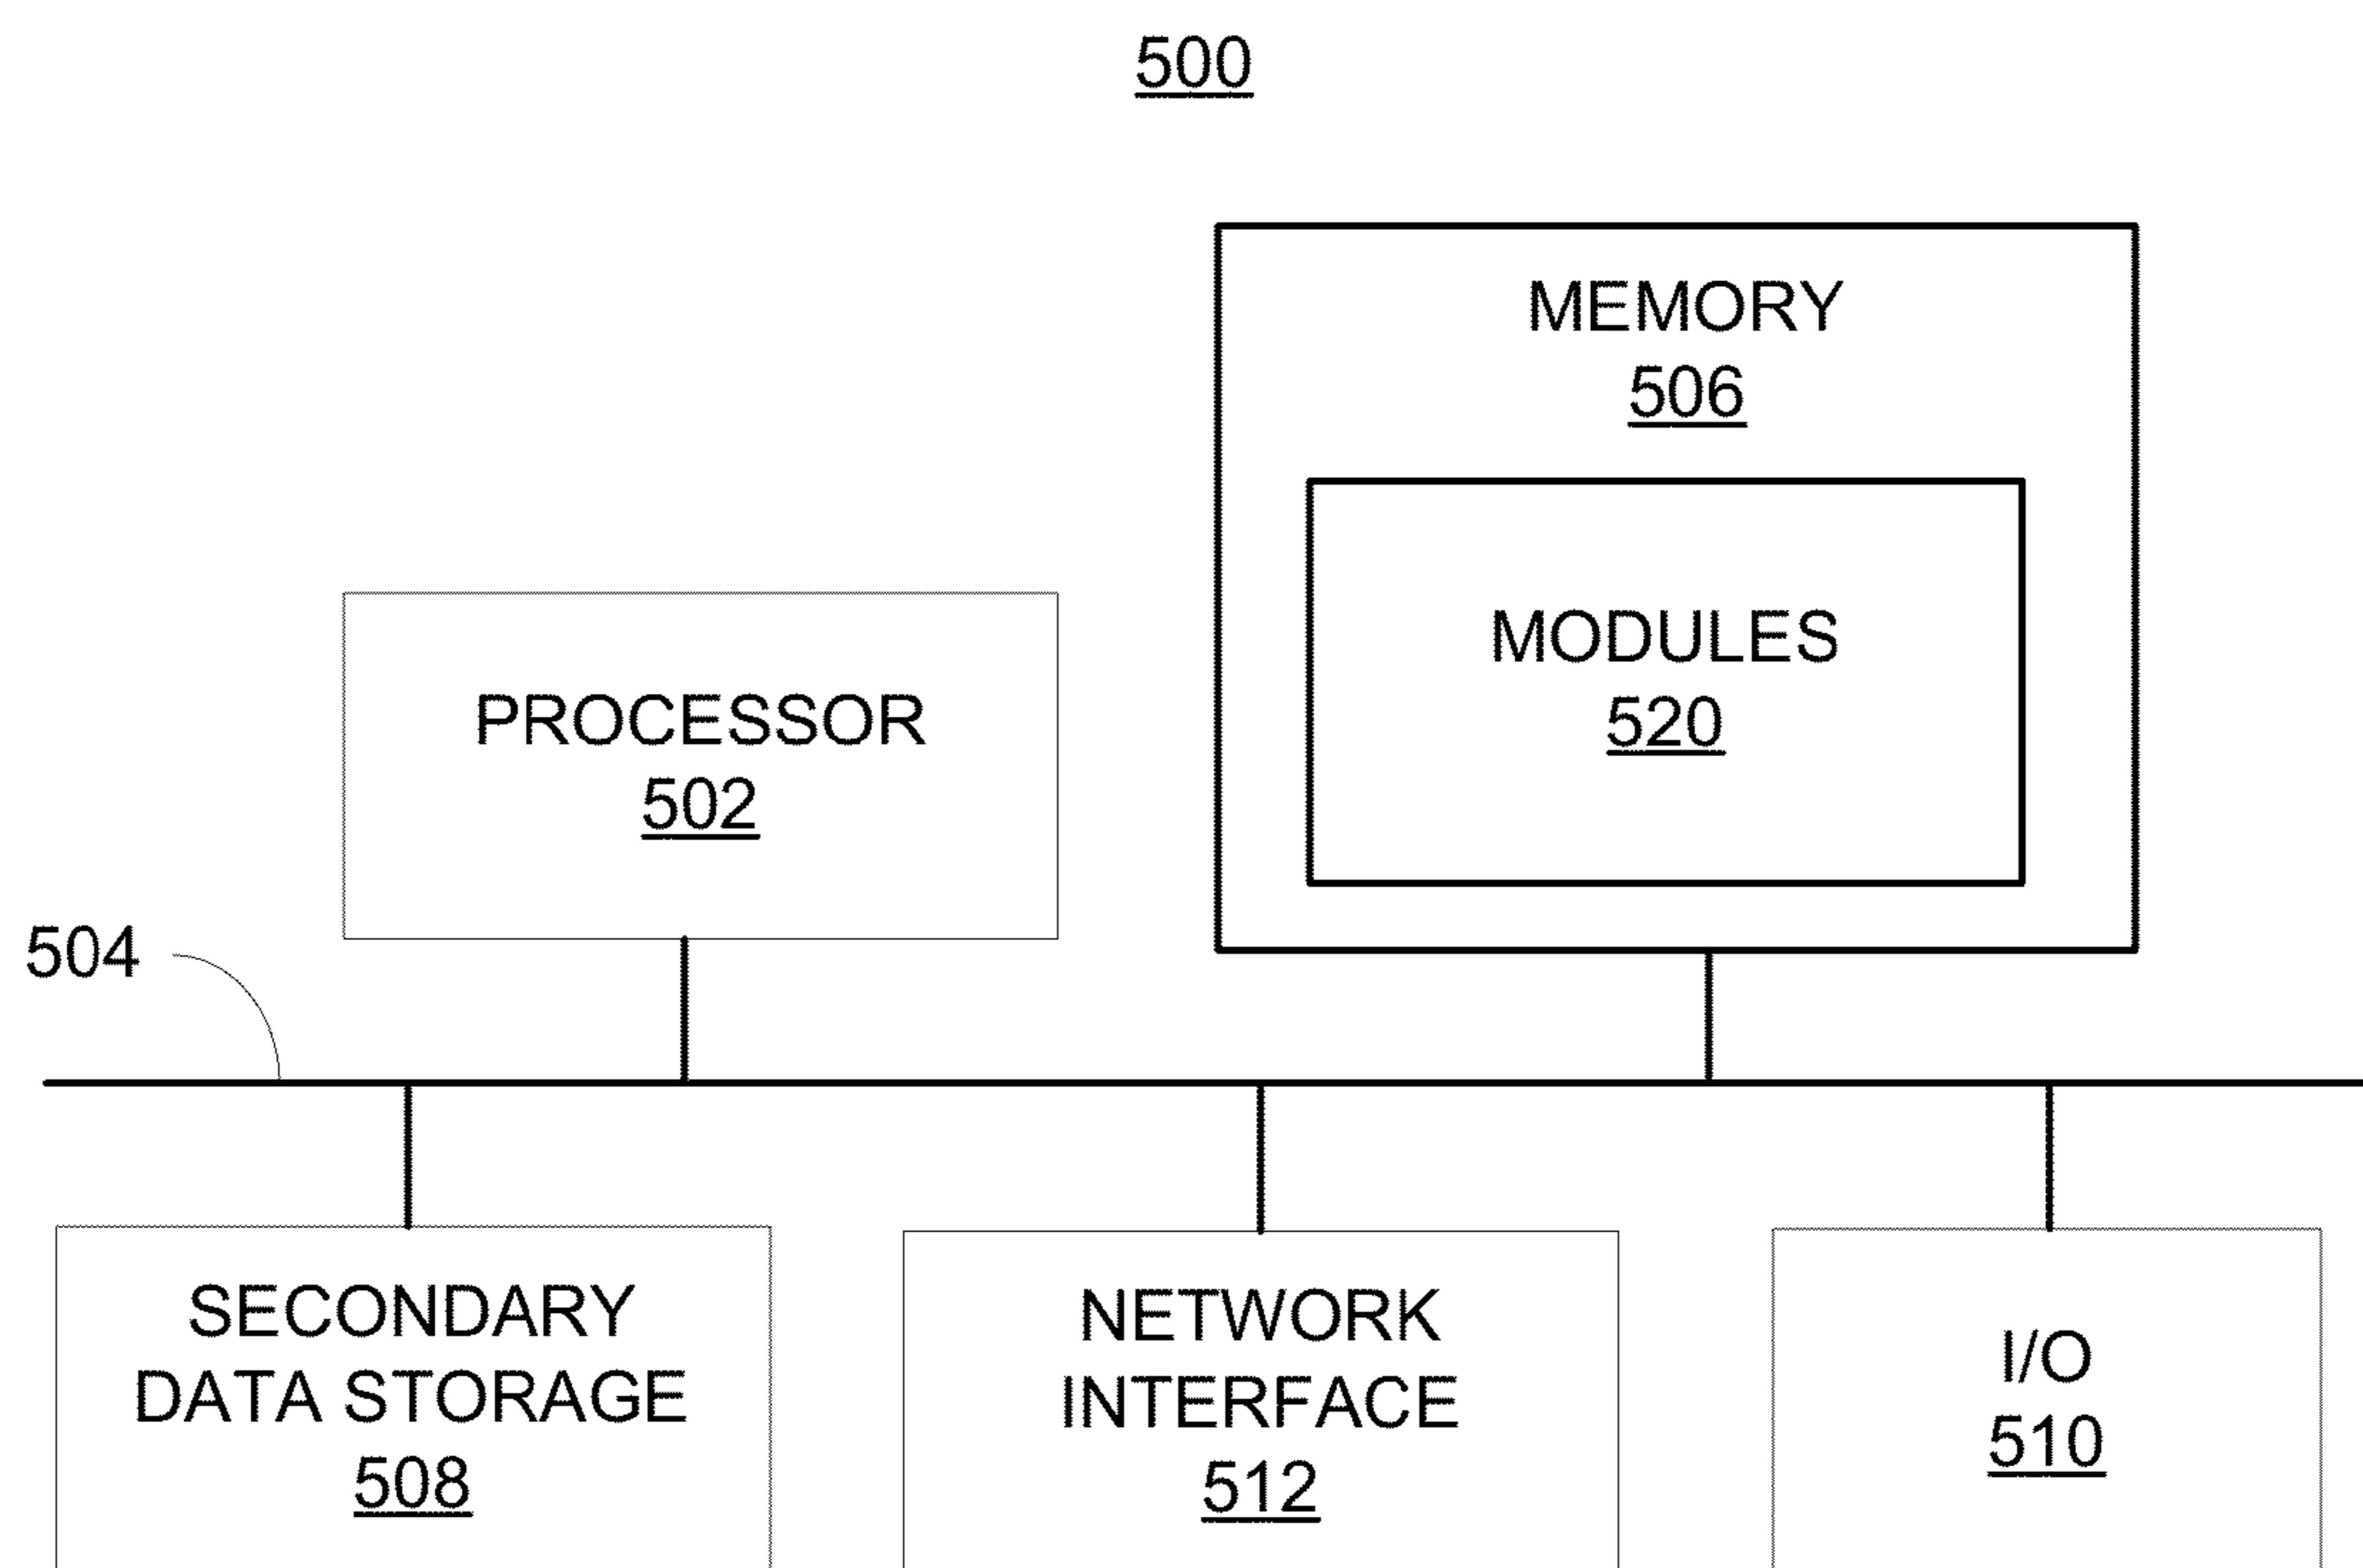 500
MEMORY
506
MODULES
520
PROCESSOR
502
504
SECONDARY
DATA STORAGE
508
NETWORK
INTERFACE
512
I/O
510